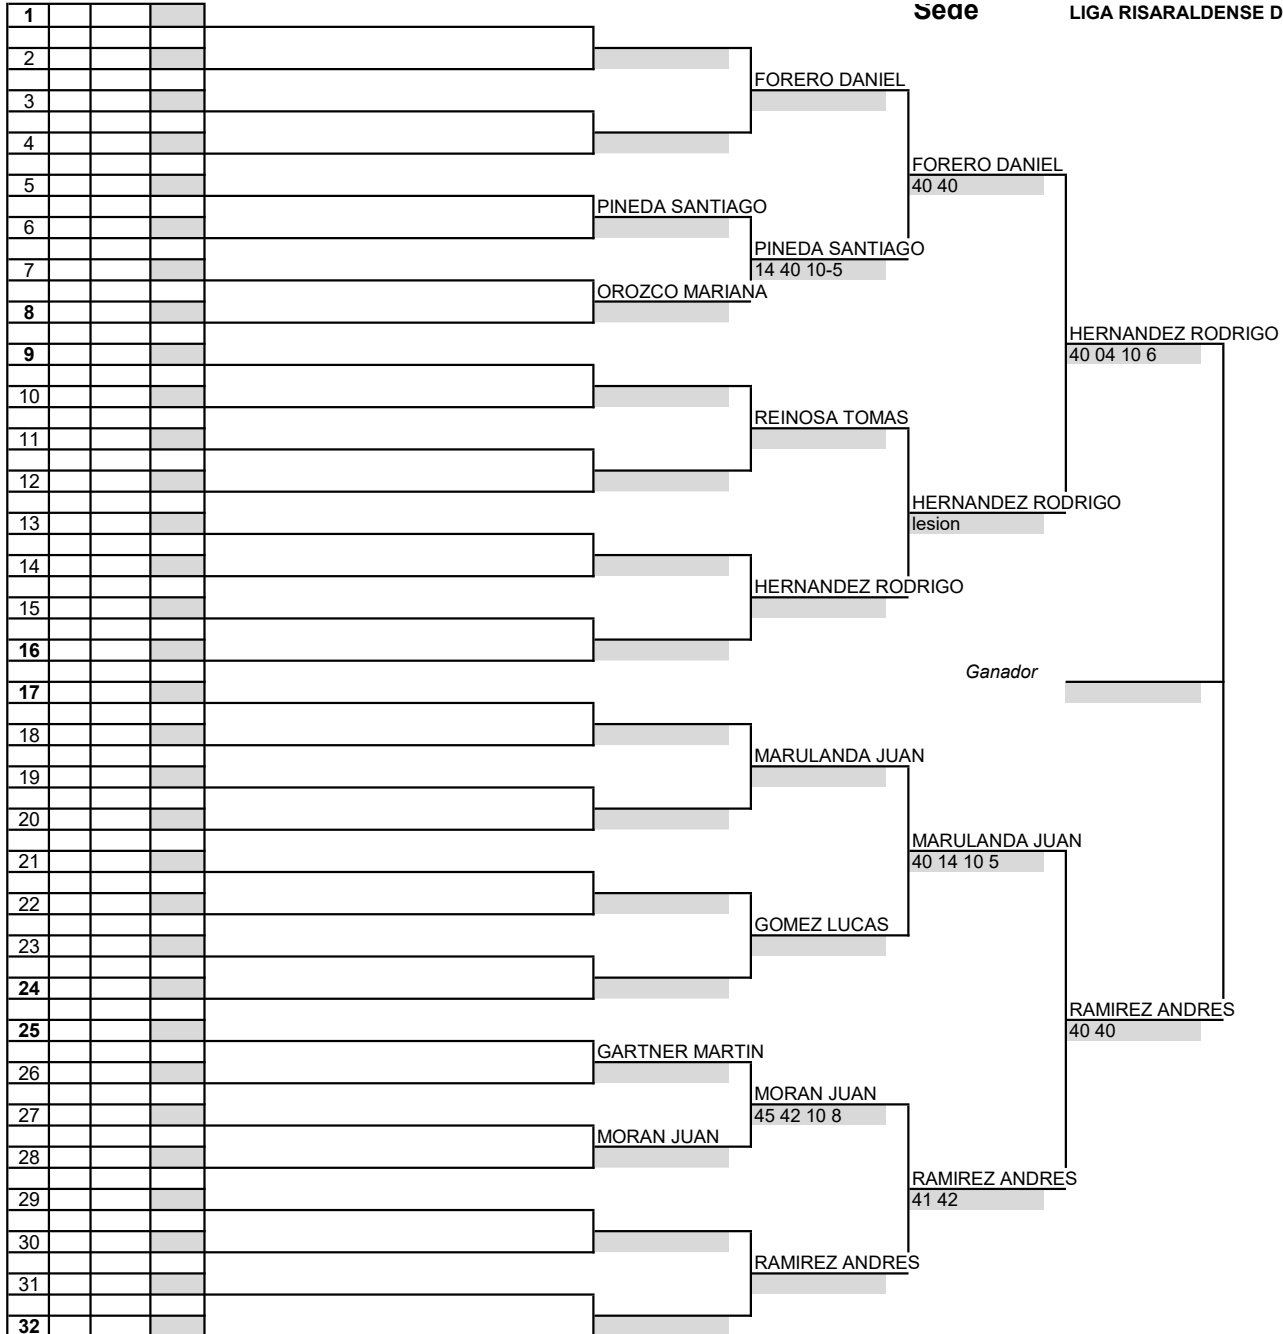 Sede LIGA RISARALDENSE D
1
2
FORERO DANIEL
3
4
FORERO DANIEL
5
40 40
PINEDA SANTIAGO
6
PINEDA SANTIAGO
7
14 40 10-5
OROZCO MARIANA
8
HERNANDEZ RODRIGO
9
40 04 10 6
10
REINOSA TOMAS
11
12
HERNANDEZ RODRIGO
13
lesion
14
HERNANDEZ RODRIGO
15
16
Ganador
17
18
MARULANDA JUAN
19
20
MARULANDA JUAN
21
40 14 10 5
22
GOMEZ LUCAS
23
24
RAMIREZ ANDRES
25
40 40
GARTNER MARTIN
26
MORAN JUAN
27
45 42 10 8
MORAN JUAN
28
RAMIREZ ANDRES
29
41 42
30
RAMIREZ ANDRES
31
32